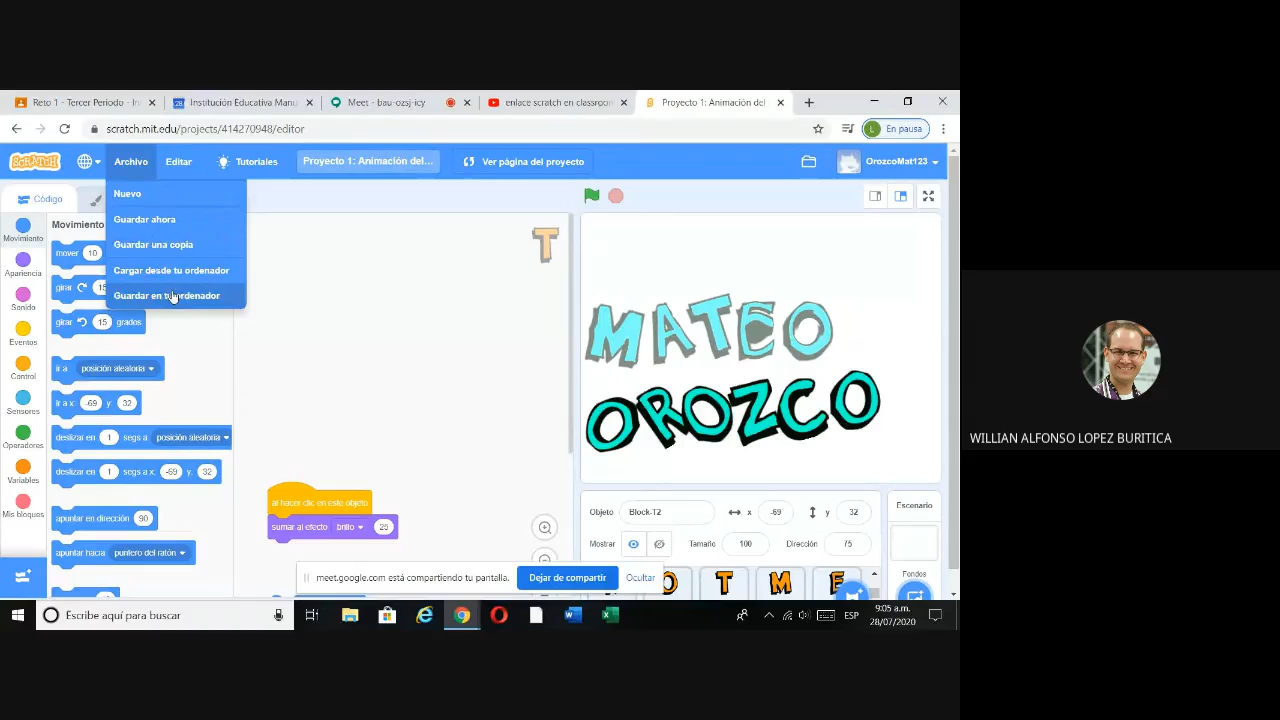 Reto 1 - Tercer Periodo - In
Institución Educativa Manu
Meet - bau-ozsj-icy
enlace scratch en classroom
Proyecto 1: Animación del
scratch.mit.edu/projects/414270948/editor
L
En pausa
SCRATCH
Archivo
Editar
Tutoriales
Proyecto 1: Animación del...
Ver página del proyecto
OrozcoMat123
Código
Nuevo
Guardar ahora
Guardar una copia
Cargar desde tu ordenador
Guardar en tu ordenador
Movimiento
Apariencia
Sonido
Eventos
Control
Sensores
Operadores
Variables
Mis bloques
Movimiento
mover 10
girar 15
girar 15 grados
ir a posición aleatoria
ir a x: -69 y: 32
deslizar en 1 segs a posición aleatoria
deslizar en 1 segs a x: -69 y: 32
apuntar en dirección 90
apuntar hacia puntero del ratón
T
al hacer clic en este objeto
sumar al efecto brillo 25
MATEO
OROZCO
Objeto Block-T2 x -69 y 32
Mostrar Tamaño 100 Dirección 75
Escenario
Fondos
O T M E
meet.google.com está compartiendo tu pantalla.
Dejar de compartir
Ocultar
Escribe aquí para buscar
ESP
9:05 a.m.
28/07/2020
WILLIAN ALFONSO LOPEZ BURITICA